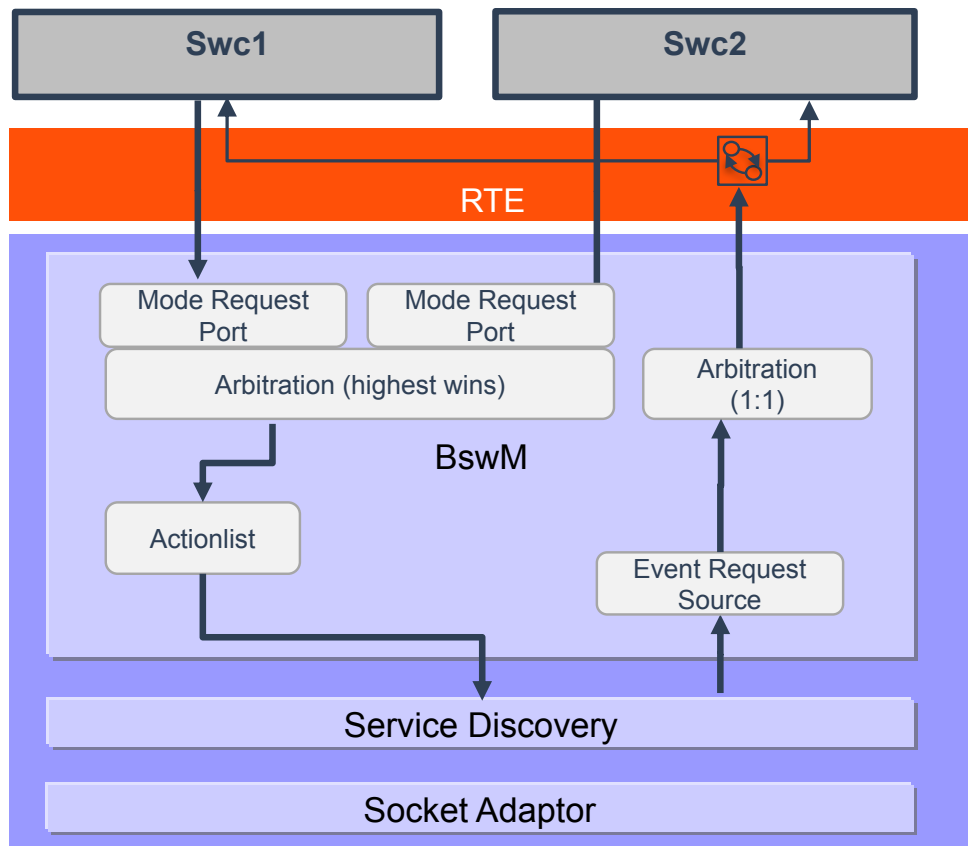 Swc1
Swc2
RTE
Mode Request
Port
Mode Request
Port
Arbitration (highest wins)
Arbitration
(1:1)
BswM
Actionlist
Event Request
Source
Service Discovery
Socket Adaptor